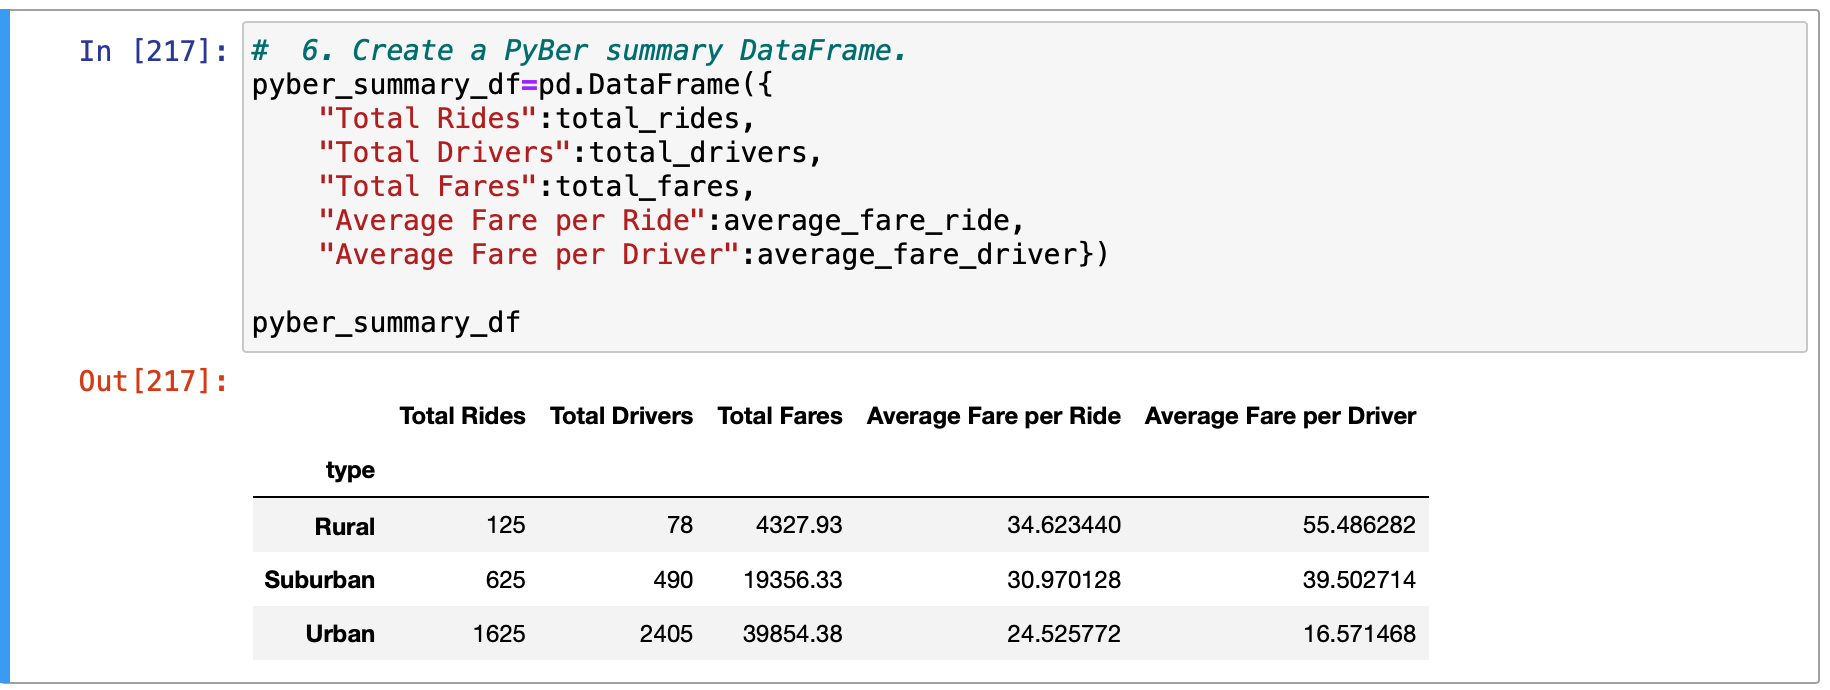 In [217]:
#  6. Create a PyBer summary DataFrame.
pyber_summary_df=pd.DataFrame({
    "Total Rides":total_rides,
    "Total Drivers":total_drivers,
    "Total Fares":total_fares,
    "Average Fare per Ride":average_fare_ride,
    "Average Fare per Driver":average_fare_driver})

pyber_summary_df
Out[217]:
Total Rides Total Drivers Total Fares Average Fare per Ride Average Fare per Driver
type
Rural 125 78 4327.93 34.623440 55.486282
Suburban 625 490 19356.33 30.970128 39.502714
Urban 1625 2405 39854.38 24.525772 16.571468